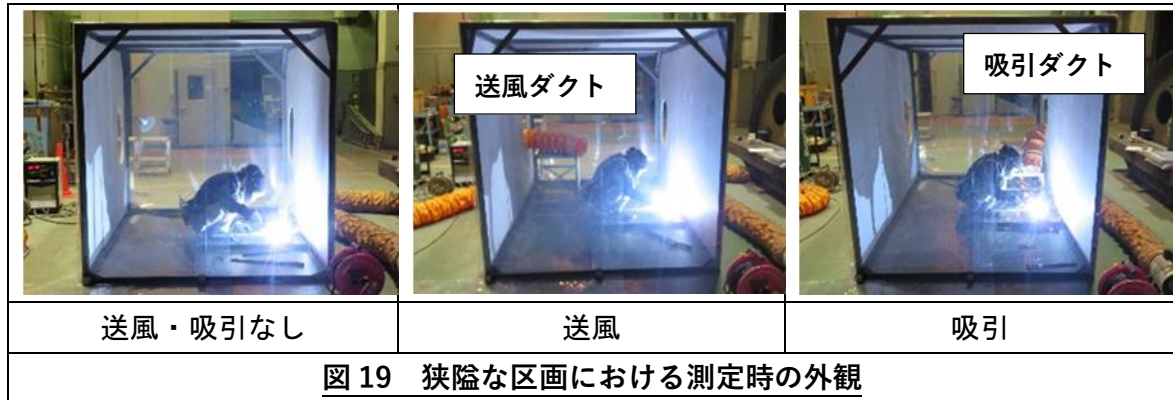 送風ダクト
吸引ダクト
送風・吸引なし
送風
吸引
図 19 狭隘な区画における測定時の外観